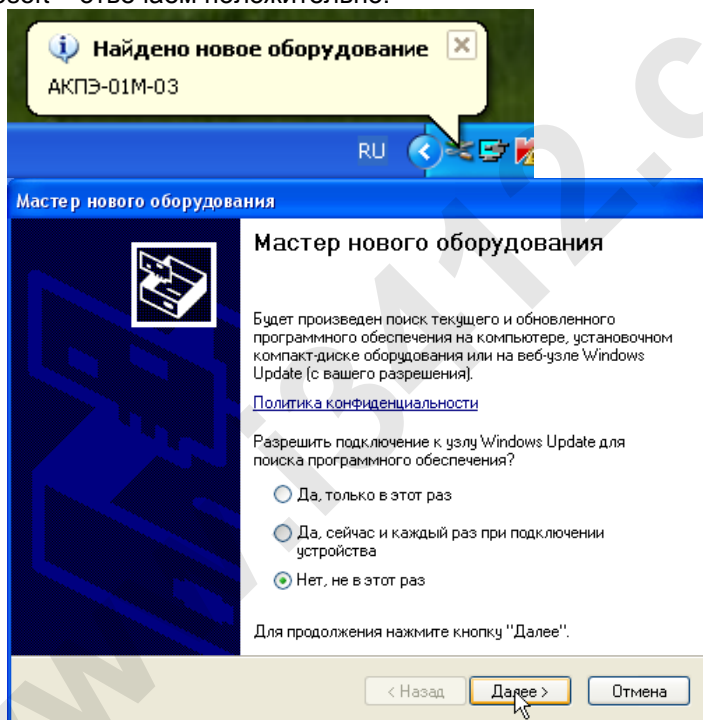 osoft – отвечаем положительно.
Найдено новое оборудование
АКПЭ-01М-03
RU
Мастер нового оборудования
Мастер нового оборудования
Будет произведен поиск текущего и обновленного
программного обеспечения на компьютере, установочном
компакт-диске оборудования или на веб-узле Windows
Update (с вашего разрешения).
Политика конфиденциальности
Разрешить подключение к узлу Windows Update для
поиска программного обеспечения?
Да, только в этот раз
Да, сейчас и каждый раз при подключении
устройства
Нет, не в этот раз
Для продолжения нажмите кнопку "Далее".
< Назад
Далее >
Отмена